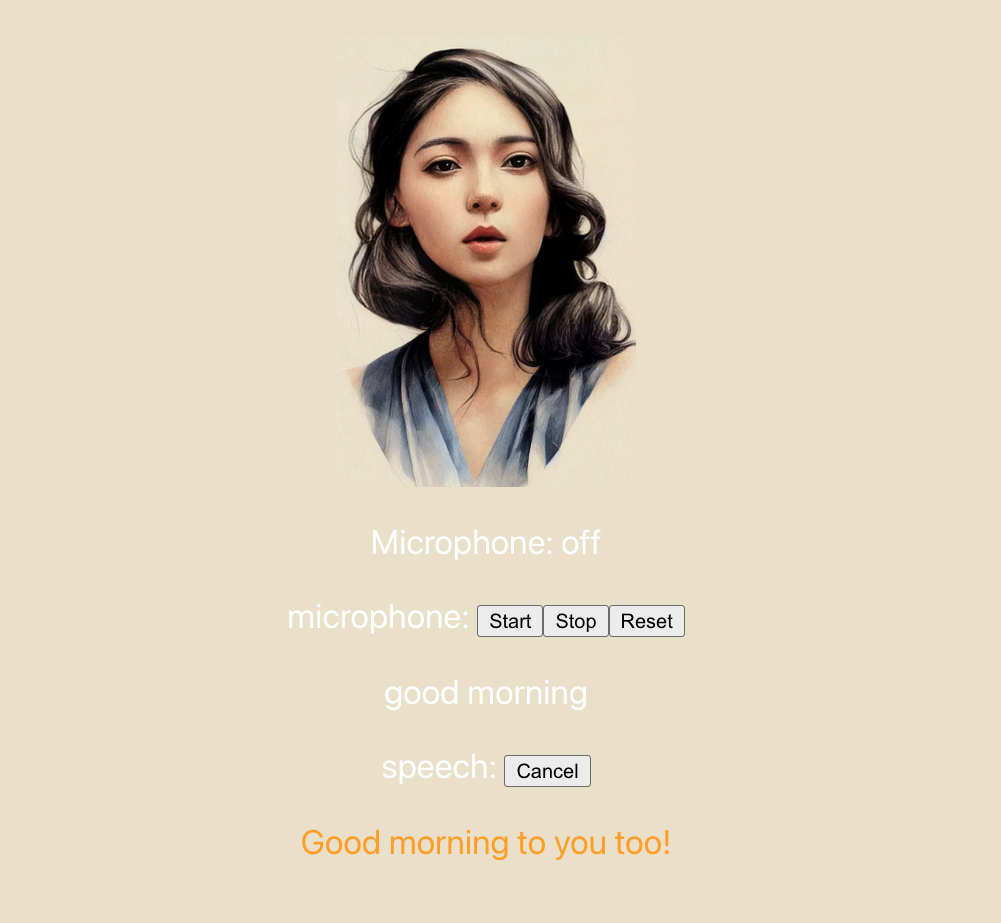 Microphone: off
microphone: Start Stop Reset
good morning
speech: Cancel
Good morning to you too!